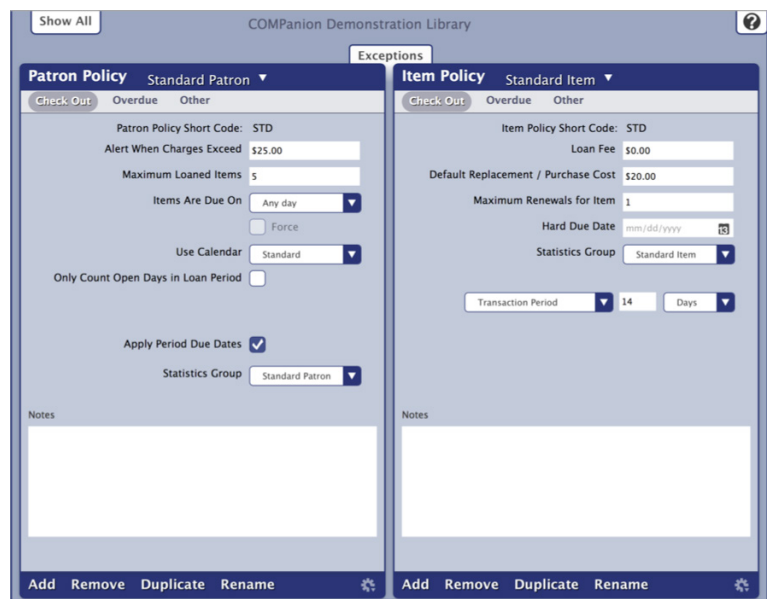 Show All
COMPanion Demonstration Library
?
Exceptions
Patron Policy Standard Patron ▼
Check Out Overdue Other
Patron Policy Short Code: STD
Alert When Charges Exceed $25.00
Maximum Loaned Items 5
Items Are Due On Any day
Force
Use Calendar Standard
Only Count Open Days in Loan Period
Apply Period Due Dates
Statistics Group Standard Patron
Notes
Add Remove Duplicate Rename
Item Policy Standard Item ▼
Check Out Overdue Other
Item Policy Short Code: STD
Loan Fee $0.00
Default Replacement / Purchase Cost $20.00
Maximum Renewals for Item 1
Hard Due Date mm/dd/yyyy 13
Statistics Group Standard Item
Transaction Period 14 Days
Notes
Add Remove Duplicate Rename